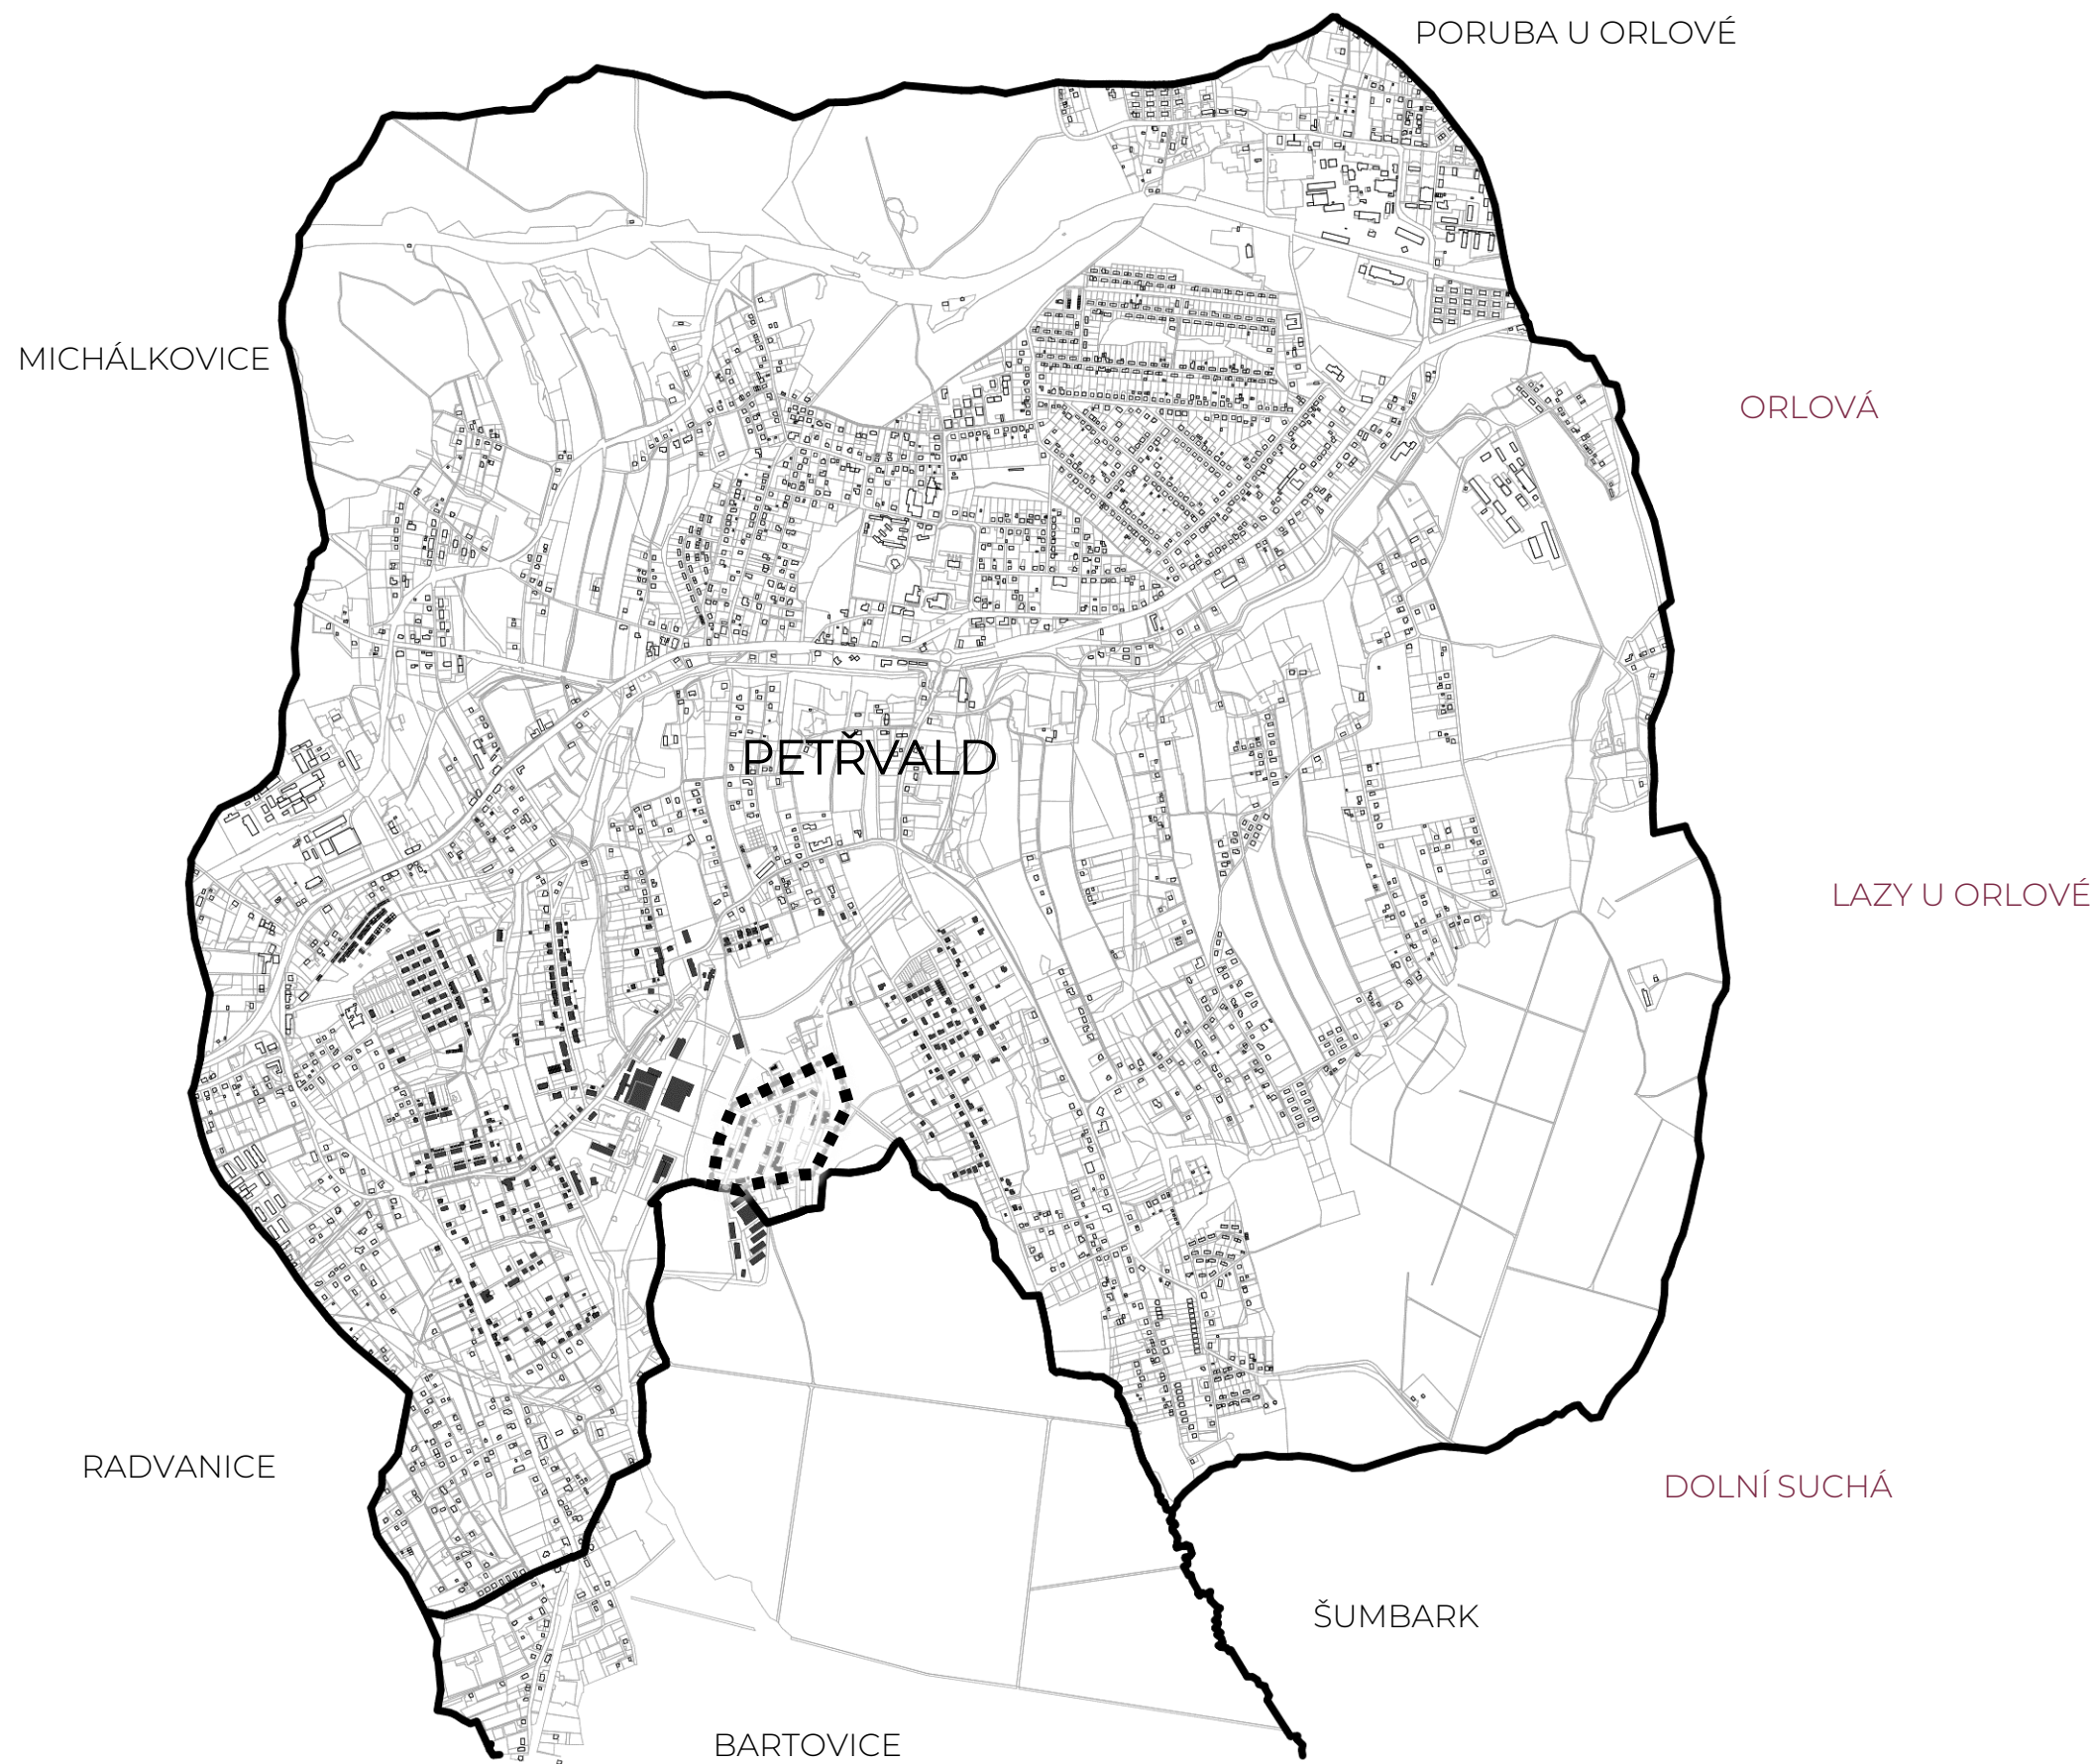 PORUBA U ORLOVÉ
MICHÁLKOVICE
ORLOVÁ
PETŘVALD
LAZY U ORLOVÉ
RADVANICE
DOLNÍ SUCHÁ
ŠUMBARK
BARTOVICE